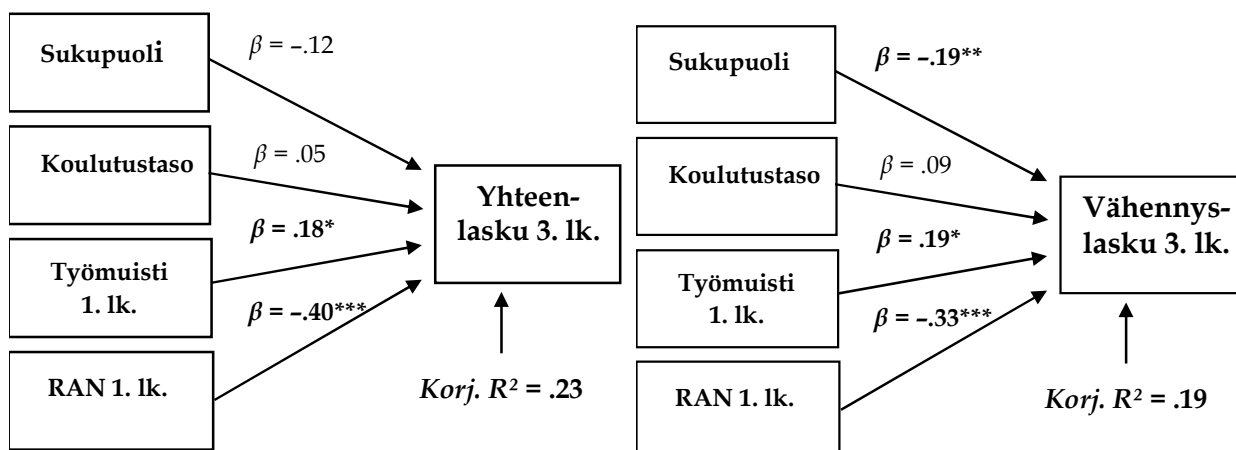 Sukupuoli
β = –.12
Koulutustaso
β = .05
Työmuisti
1. lk.
β = .18*
RAN 1. lk.
β = –.40***
Yhteen-
lasku 3. lk.
Korj. R² = .23
Sukupuoli
β = –.19**
Koulutustaso
β = .09
Työmuisti
1. lk.
β = .19*
RAN 1. lk.
β = –.33***
Vähennys-
lasku 3. lk.
Korj. R² = .19